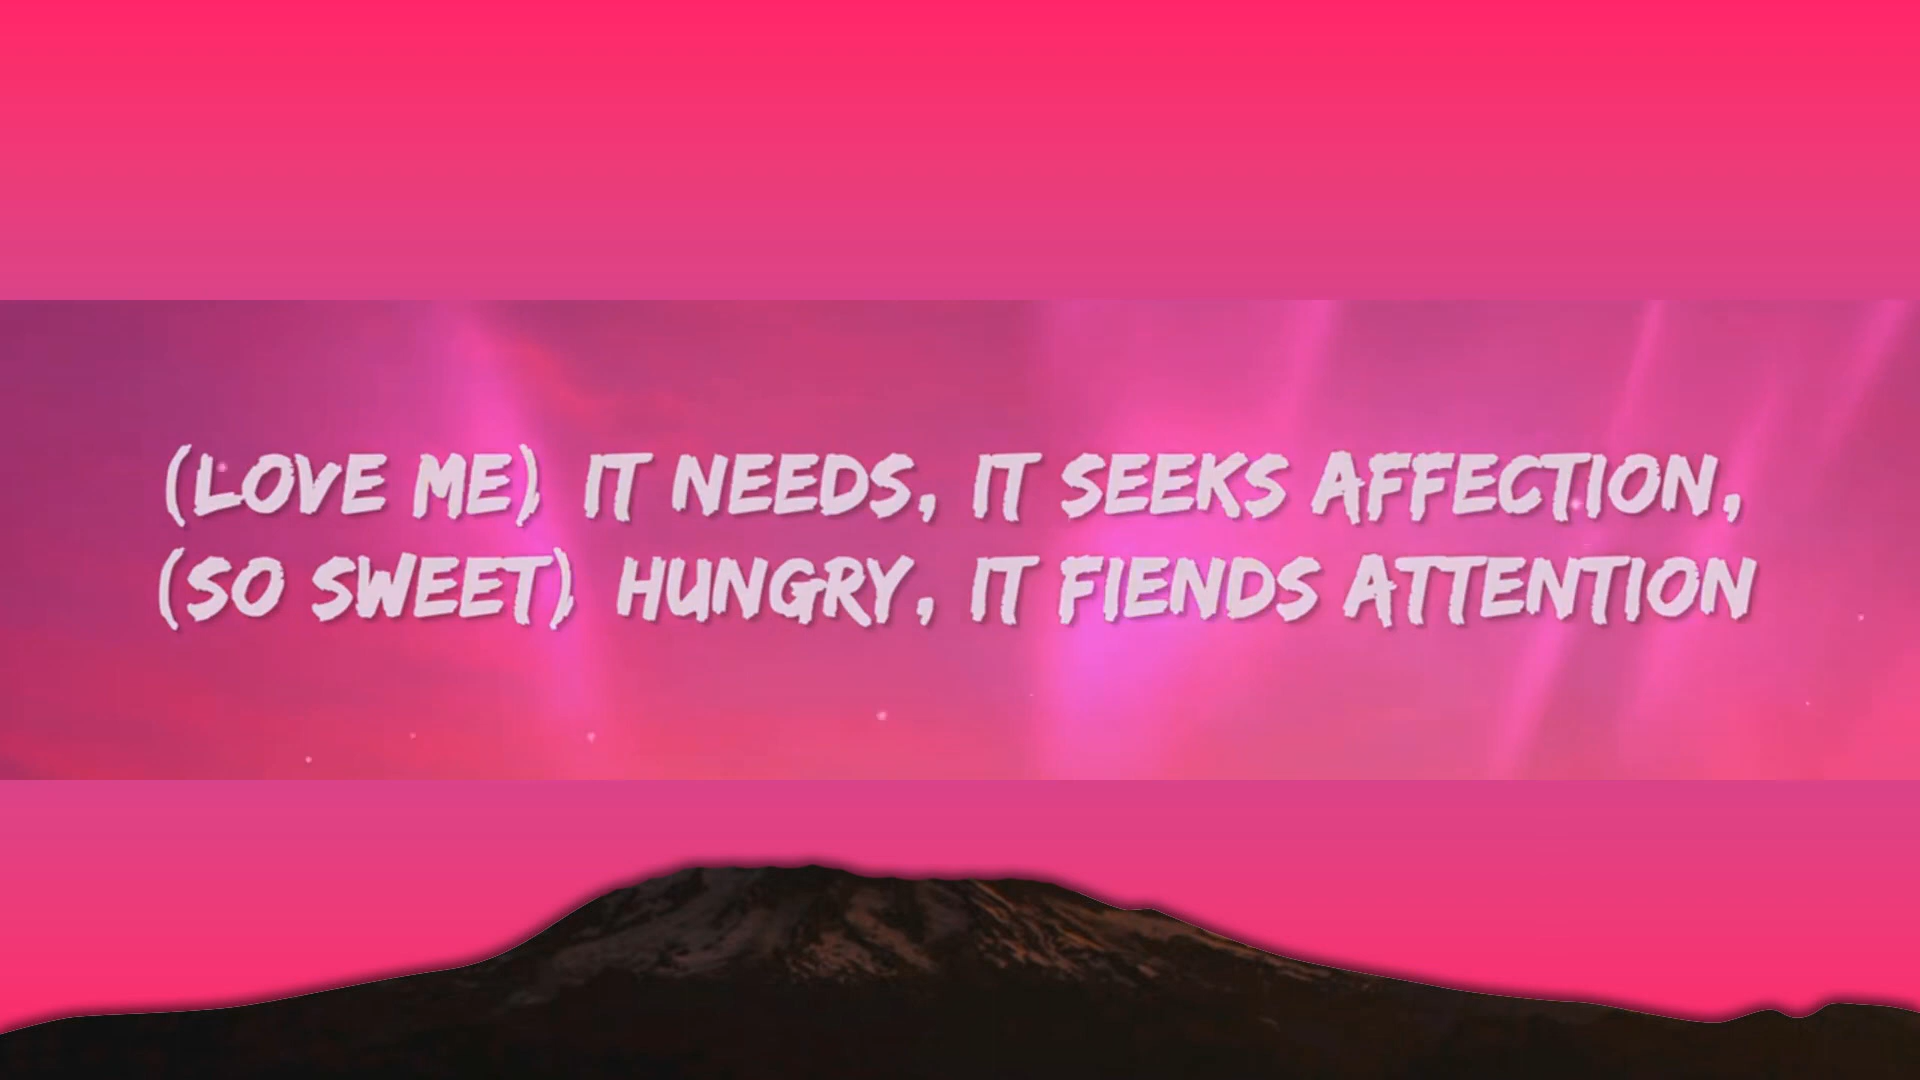 (LOVE ME) IT NEEDS, IT SEEKS AFFECTION,
(SO SWEET) HUNGRY, IT FIENDS ATTENTION